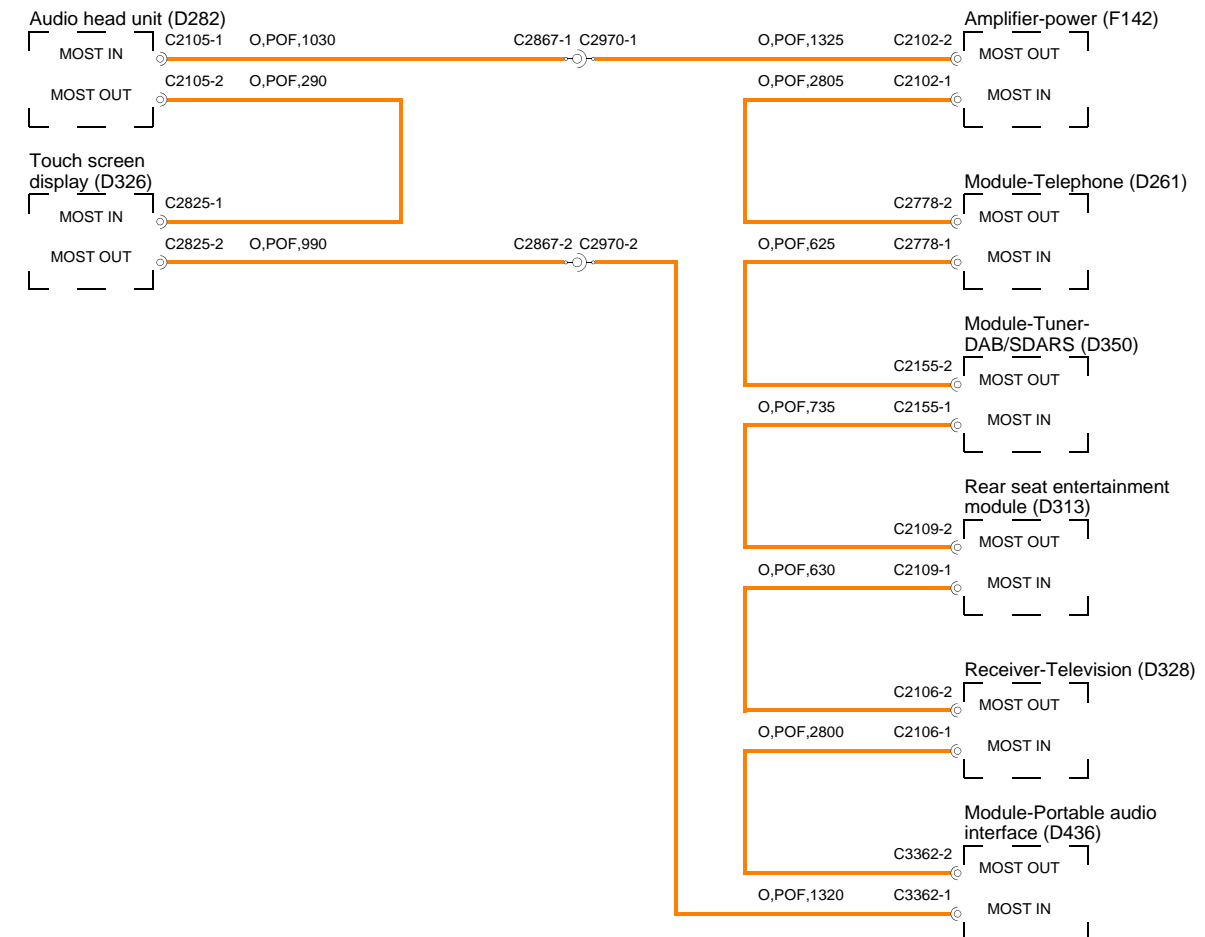 Audio head unit (D282)
MOST IN
C2105-1 O,POF,1030 C2867-1 C2970-1 O,POF,1325 C2102-2
Amplifier-power (F142)
MOST OUT
MOST OUT
C2105-2 O,POF,290
O,POF,2805 C2102-1
MOST IN
Touch screen
display (D326)
MOST IN
C2825-1
Module-Telephone (D261)
C2778-2
MOST OUT
MOST OUT
C2825-2 O,POF,990 C2867-2 C2970-2 O,POF,625 C2778-1
MOST IN
Module-Tuner-
DAB/SDARS (D350)
C2155-2
MOST OUT
O,POF,735 C2155-1
MOST IN
Rear seat entertainment
module (D313)
C2109-2
MOST OUT
O,POF,630 C2109-1
MOST IN
Receiver-Television (D328)
C2106-2
MOST OUT
O,POF,2800 C2106-1
MOST IN
Module-Portable audio
interface (D436)
C3362-2
MOST OUT
O,POF,1320 C3362-1
MOST IN